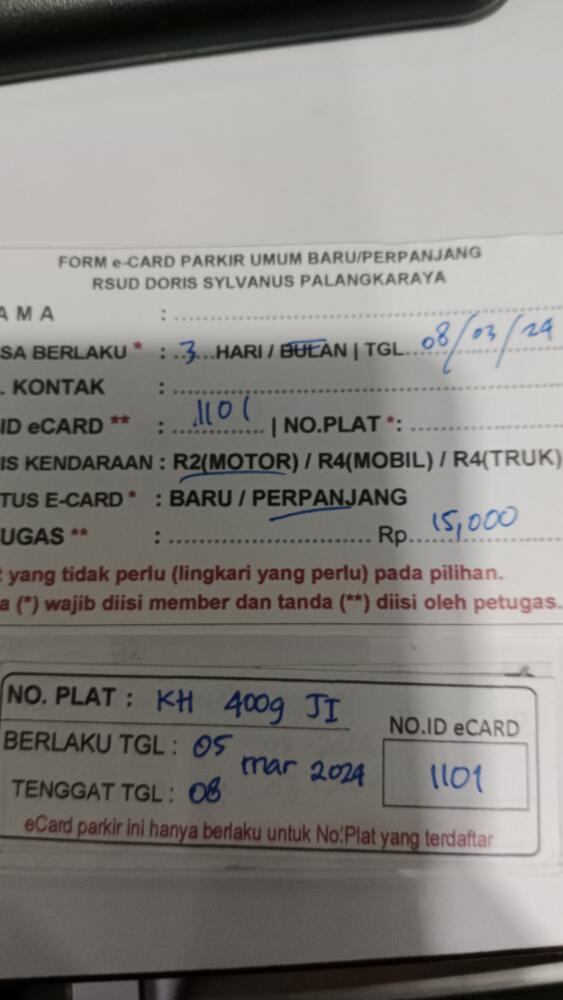 FORM e-CARD PARKIR UMUM BARU/PERPANJANG
RSUD DORIS SYLVANUS PALANGKARAYA
AMA : ..............................
SA BERLAKU * : ..3...HARI / BULAN | TGL...08/03/24
. KONTAK : ..............................
ID eCARD ** : ...1101... | NO.PLAT *: ....................
IS KENDARAAN : R2(MOTOR) / R4(MOBIL) / R4(TRUK)
TUS E-CARD * : BARU / PERPANJANG
UGAS ** : .............................. Rp...15,000......
t yang tidak perlu (lingkari yang perlu) pada pilihan.
a (*) wajib diisi member dan tanda (**) diisi oleh petugas.
NO. PLAT : KH 4009 JI
BERLAKU TGL : 05 mar 2024
TENGGAT TGL : 08
NO.ID eCARD
1101
eCard parkir ini hanya berlaku untuk No.Plat yang terdaftar